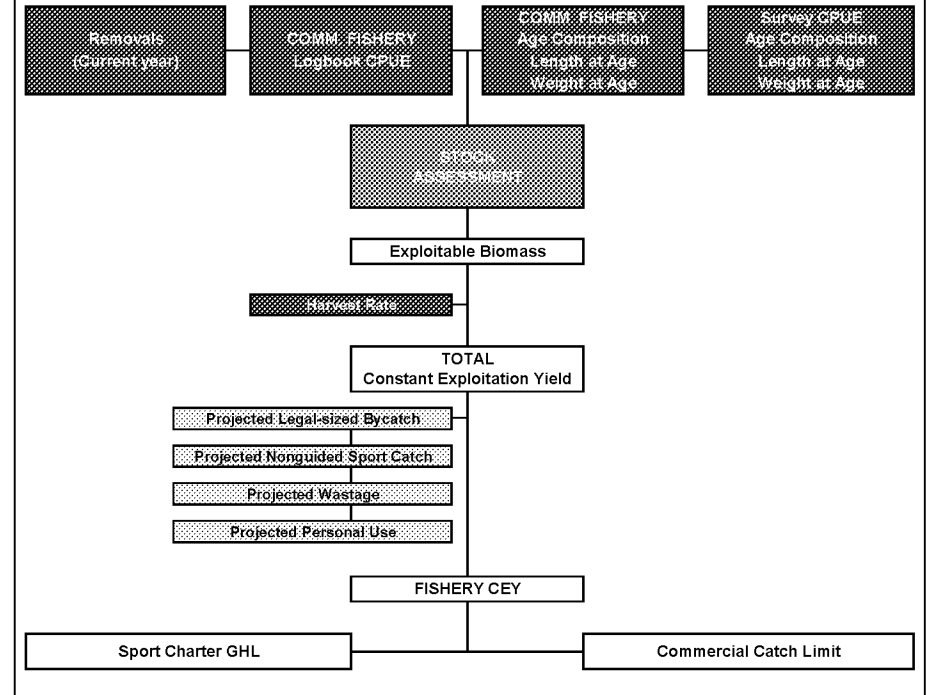 Removals
(Current year)
COMM. FISHERY
Logbook CPUE
COMM. FISHERY
Age Composition
Length at Age
Weight at Age
Survey CPUE
Age Composition
Length at Age
Weight at Age
STOCK
ASSESSMENT
Exploitable Biomass
Harvest Rate
TOTAL
Constant Exploitation Yield
Projected Legal-sized Bycatch
Projected Nonguided Sport Catch
Projected Wastage
Projected Personal Use
FISHERY CEY
Sport Charter GHL
Commercial Catch Limit